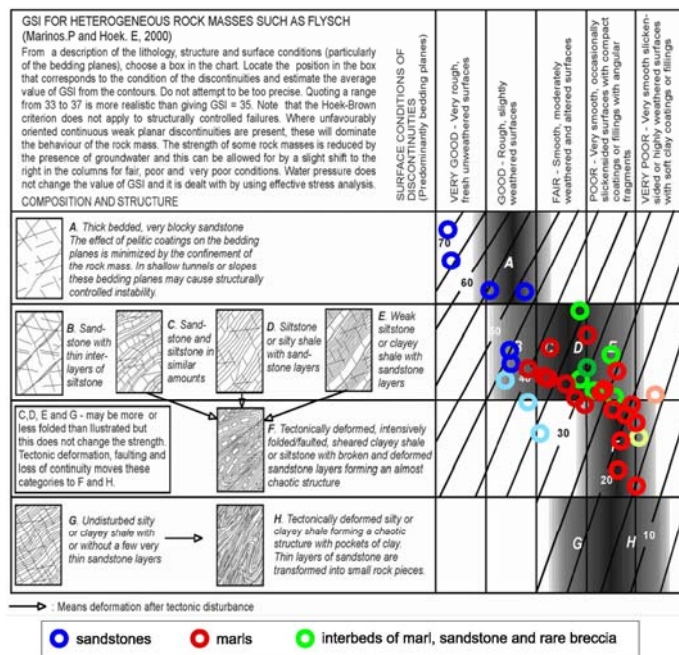 GSI FOR HETEROGENEOUS ROCK MASSES SUCH AS FLYSCH
(Marinos.P and Hoek. E, 2000)
From a description of the lithology, structure and surface conditions (particularly
of the bedding planes), choose a box in the chart. Locate the position in the box
that corresponds to the condition of the discontinuities and estimate the average
value of GSI from the contours. Do not attempt to be too precise. Quoting a range
from 33 to 37 is more realistic than giving GSI = 35. Note that the Hoek-Brown
criterion does not apply to structurally controlled failures. Where unfavourably
oriented continuous weak planar discontinuities are present, these will dominate
the behaviour of the rock mass. The strength of some rock masses is reduced by
the presence of groundwater and this can be allowed for by a slight shift to the
right in the columns for fair, poor and very poor conditions. Water pressure does
not change the value of GSI and it is dealt with by using effective stress analysis.
COMPOSITION AND STRUCTURE
SURFACE CONDITIONS OF
DISCONTINUITIES
(Predominantly bedding planes)
VERY GOOD - Very rough,
fresh unweathered surfaces
GOOD - Rough, slightly
weathered surfaces
FAIR - Smooth, moderately
weathered and altered surfaces
POOR - Very smooth, occasionally
slickensided surfaces with compact
coatings or fillings with angular
fragments
VERY POOR - Very smooth slicken-
sided or highly weathered surfaces
with soft clay coatings or fillings
A. Thick bedded, very blocky sandstone
The effect of pelitic coatings on the bedding
planes is minimized by the confinement of
the rock mass. In shallow tunnels or slopes
these bedding planes may cause structurally
controlled instability.
70
60
A
B. Sand-
stone with
thin inter-
layers of
siltstone
C. Sand-
stone and
siltstone in
similar
amounts
D. Siltstone
or silty shale
with sand-
stone layers
E. Weak
siltstone
or clayey
shale with
sandstone
layers
50
B
C
D
E
40
C,D, E and G - may be more or
less folded than llustrated but
this does not change the strength.
Tectonic deformation, faulting and
loss of continuity moves these
categories to F and H.
F. Tectonically deformed, intensively
folded/faulted, sheared clayey shale
or siltstone with broken and deformed
sandstone layers forming an almost
chaotic structure
30
F
20
G. Undisturbed silty
or clayey shale with
or without a few very
thin sandstone layers
H. Tectonically deformed silty or
clayey shale forming a chaotic
structure with pockets of clay.
Thin layers of sandstone are
transformed into small rock pieces.
G
H
10
: Means deformation after tectonic disturbance
sandstones
marls
interbeds of marl, sandstone and rare breccia